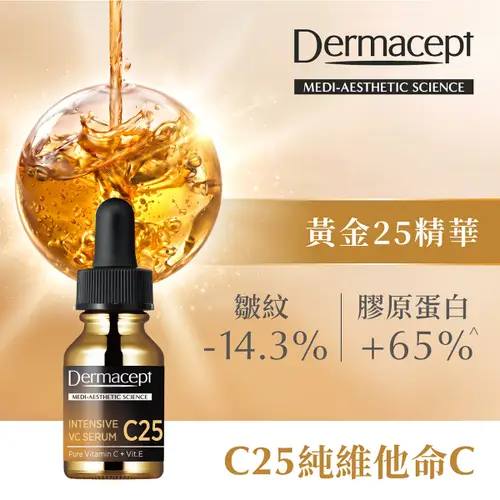 Dermacept
MEDI-AESTHETIC SCIENCE
黃金25精華
皺紋
-14.3%
膠原蛋白
+65%^
Dermacept
MEDI-AESTHETIC SCIENCE
INTENSIVE
VC SERUM C25
Pure Vitamin C + Vit.E
C25純維他命C